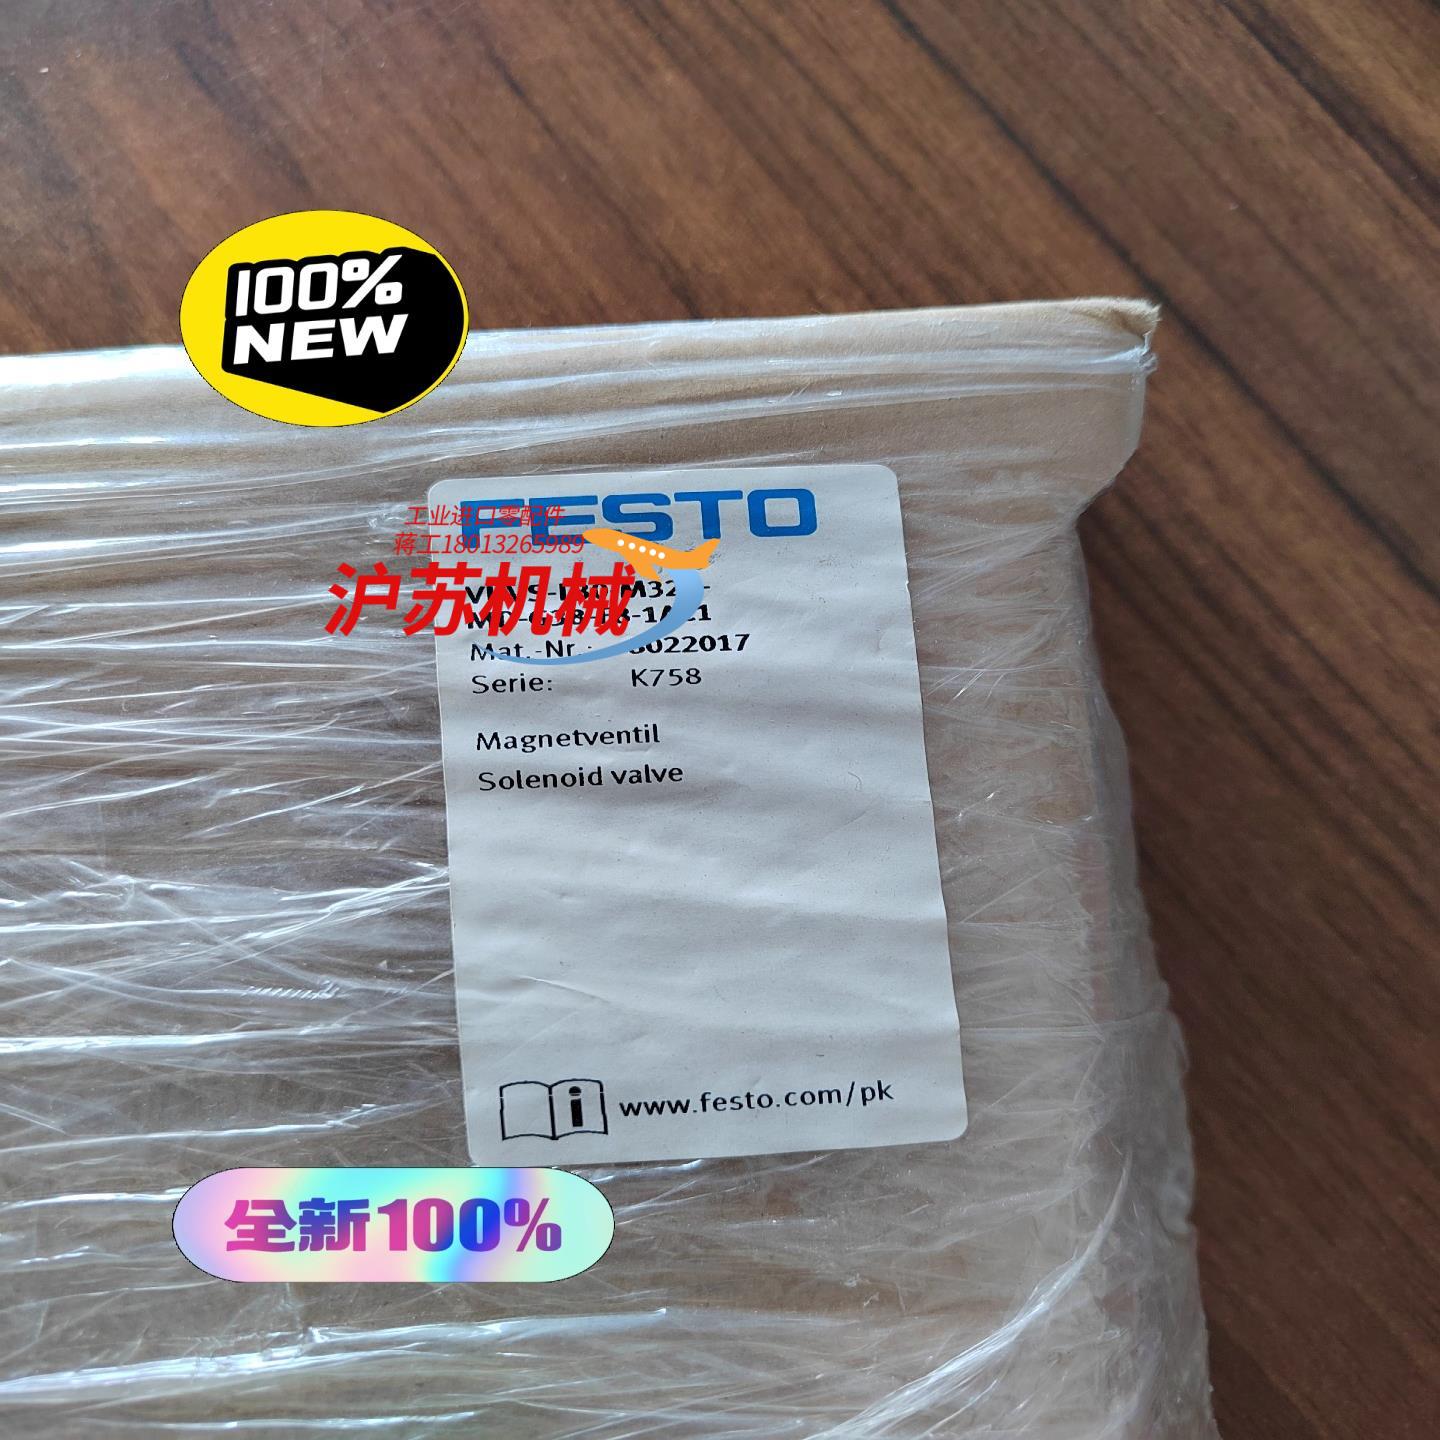 100%
NEW
FESTO
工业进口零配件
蒋工18013265989
沪苏机械
Mat.-Nr.:
Serie: K758
Magnetventil
Solenoid valve
www.festo.com/pk
全新100%